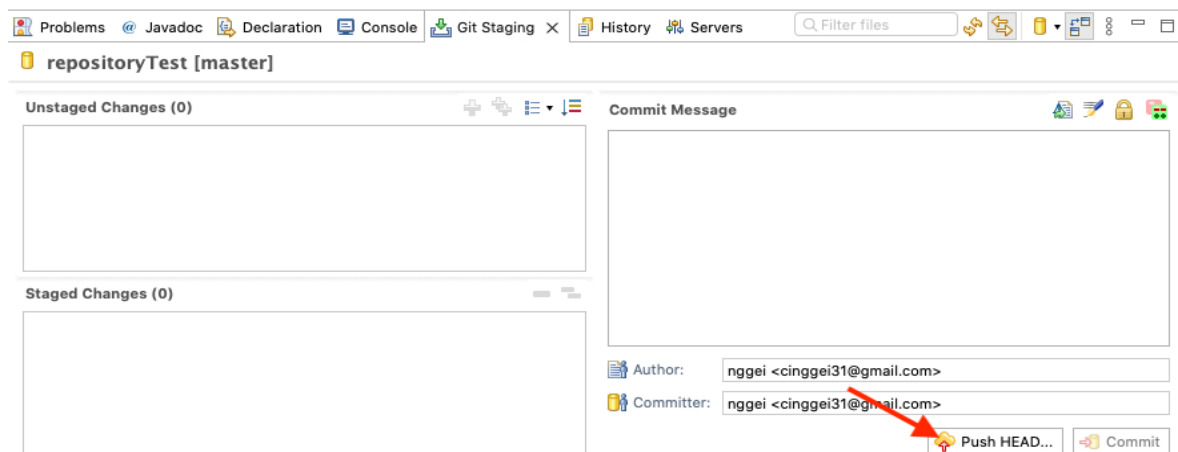 Problems @ Javadoc Declaration Console Git Staging History Servers Filter files
repositoryTest [master]
Unstaged Changes (0)
Commit Message
Staged Changes (0)
Author: nggei <cinggei31@gmail.com>
Committer: nggei <cinggei31@gmail.com>
Push HEAD... Commit